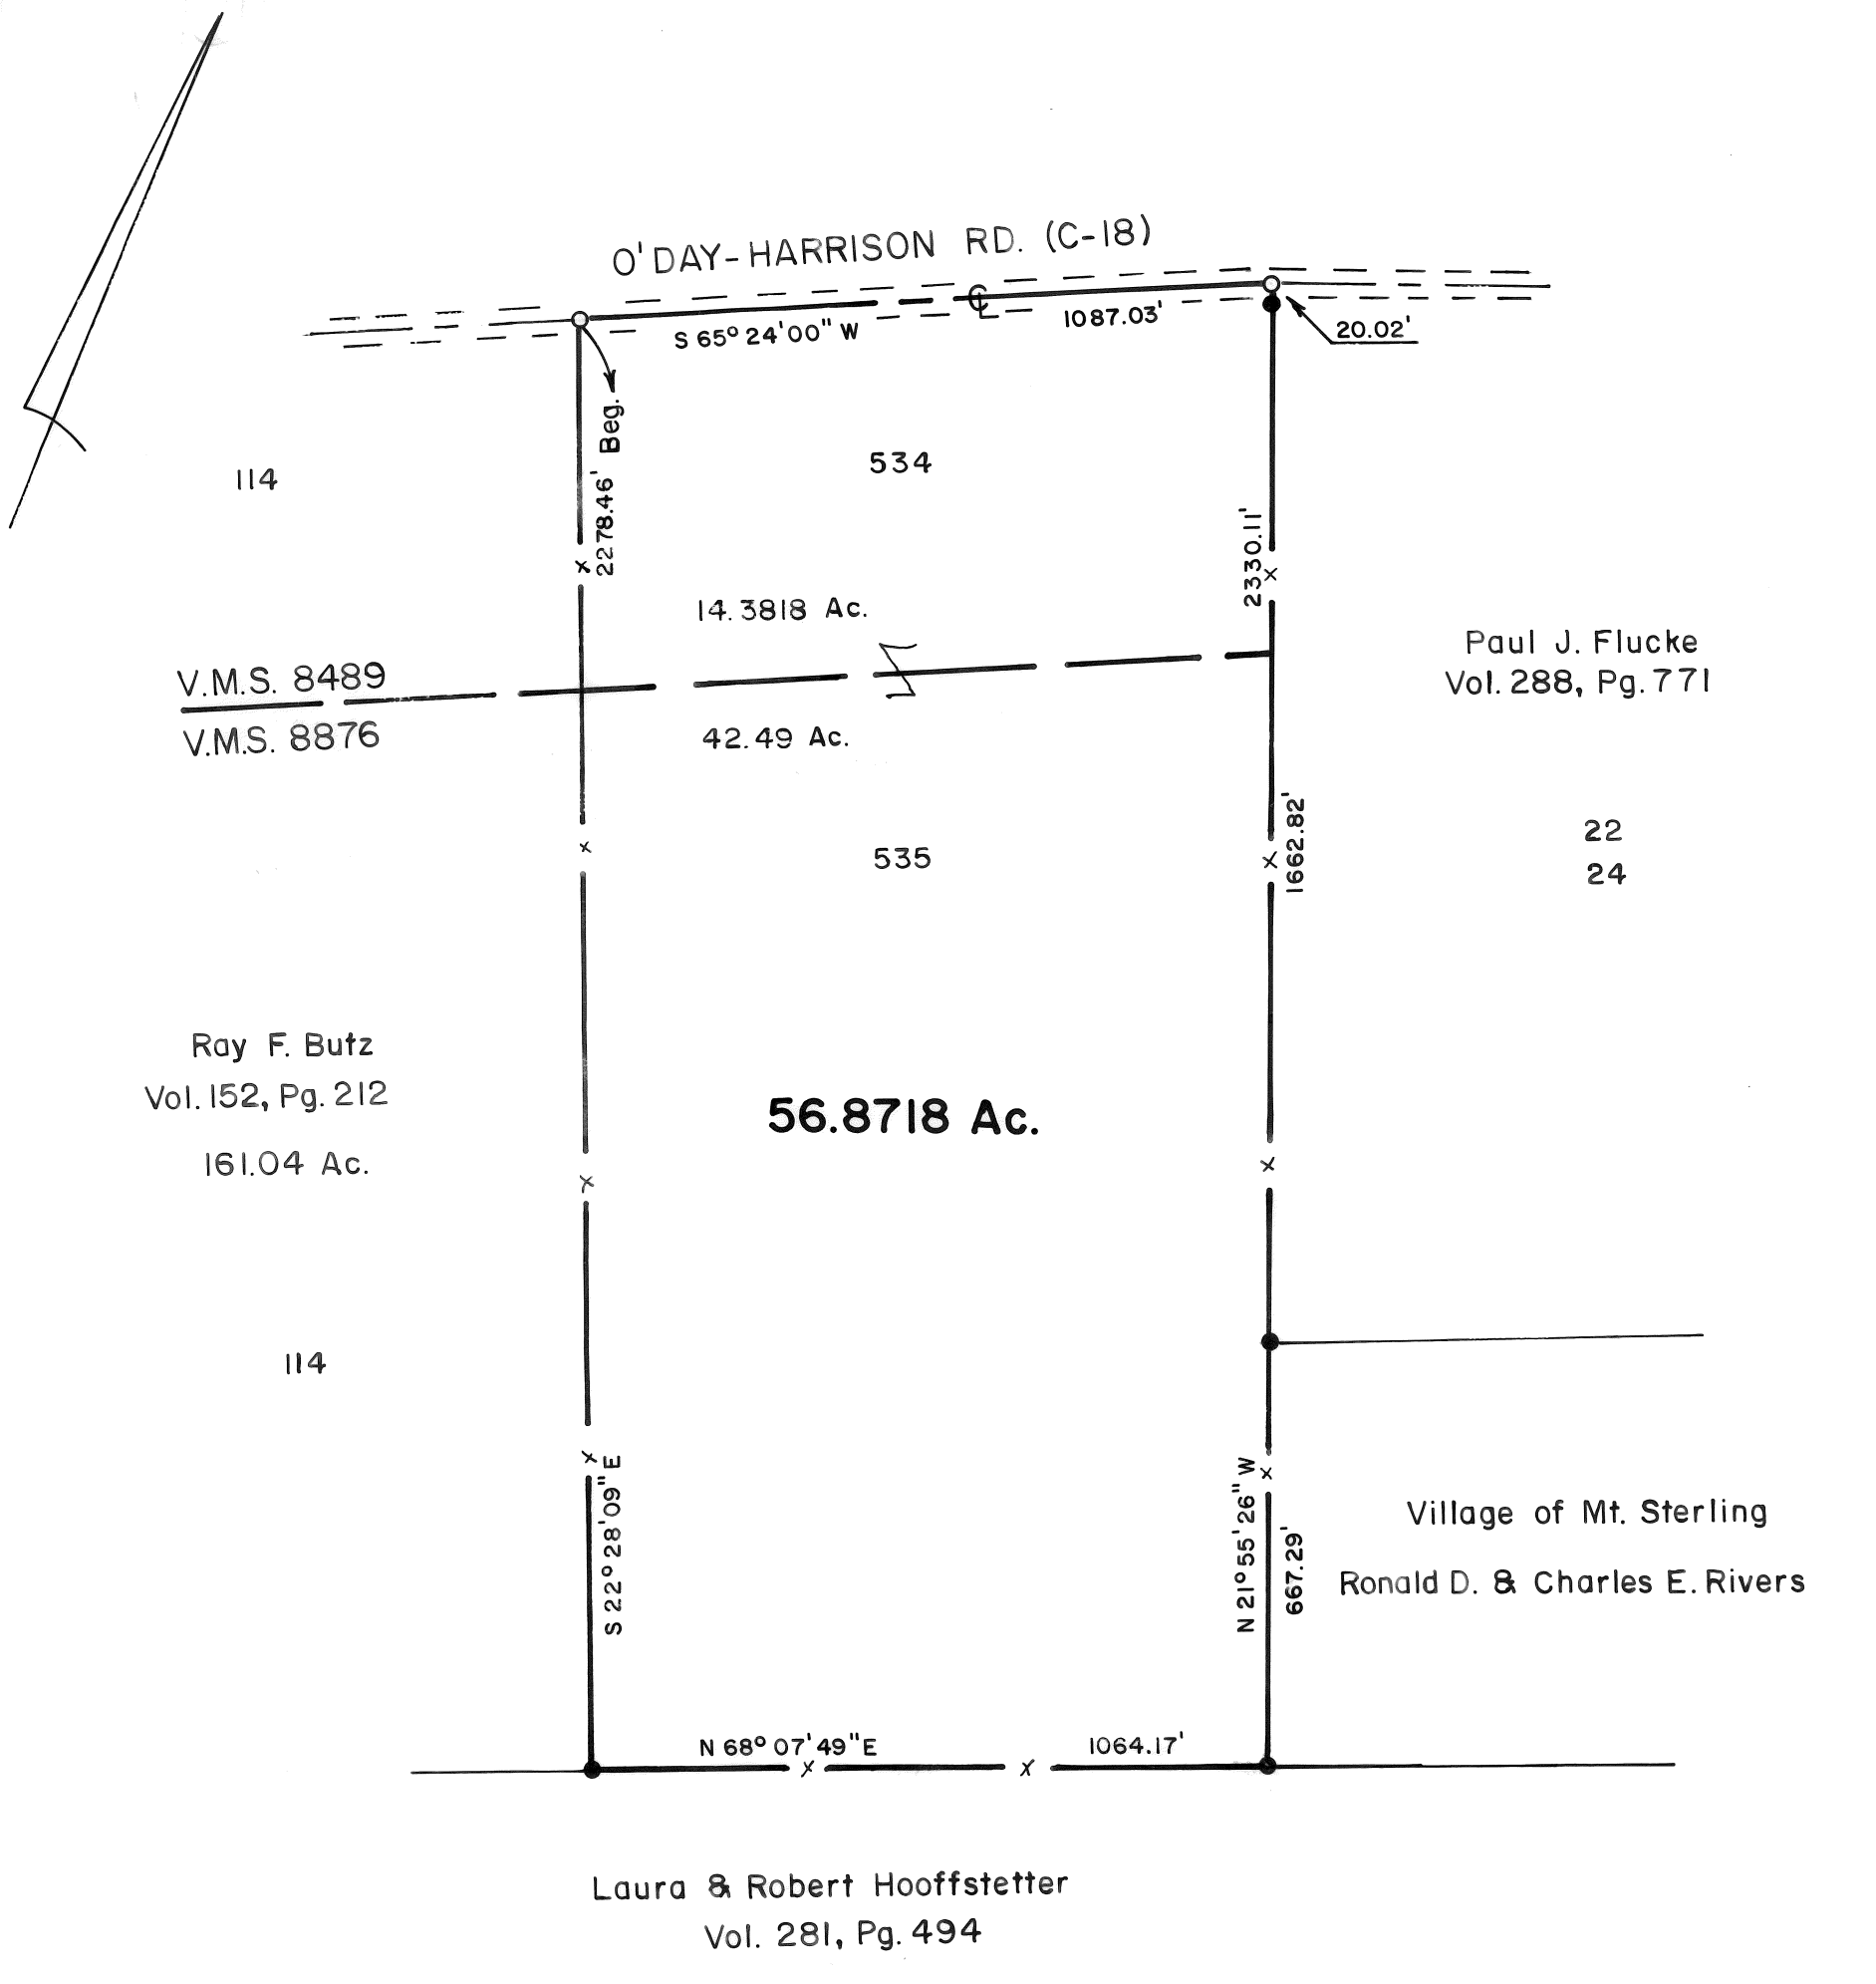 O'DAY-HARRISON RD. (C-18)
S 65° 24' 00" W
℄
1087.03'
20.02'
Beg.
2278.46'
114
534
2330.11'
14.3818 Ac.
V.M.S. 8489
V.M.S. 8876
42.49 Ac.
Paul J. Flucke
Vol. 288, Pg. 771
1662.82'
22
24
535
Ray F. Butz
Vol. 152, Pg. 212
161.04 Ac.
56.8718 Ac.
114
S 22° 28' 09" E
N 21° 55' 26" W
667.29'
Village of Mt. Sterling
Ronald D. & Charles E. Rivers
N 68° 07' 49" E
1064.17'
Laura & Robert Hooffstetter
Vol. 281, Pg. 494